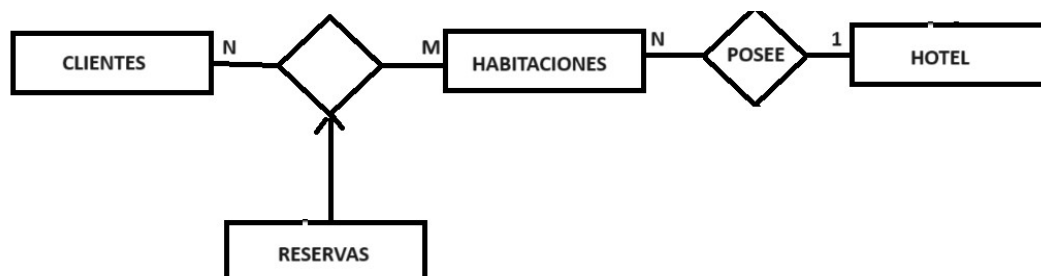 CLIENTES
N
M
HABITACIONES
N
POSEE
1
HOTEL
RESERVAS